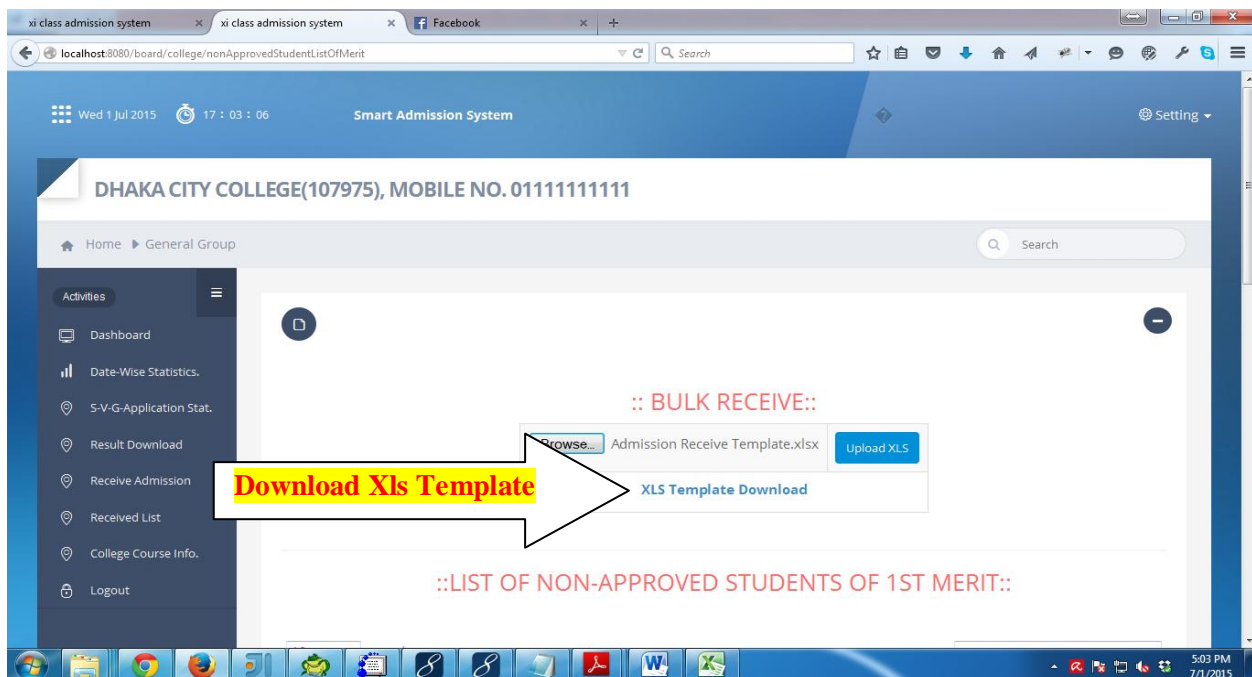 xi class admission system
xi class admission system
Facebook
localhost:8080/board/college/nonApprovedStudentListOfMerit
Search
Wed 1 Jul 2015
17 : 03 : 06
Smart Admission System
Setting
DHAKA CITY COLLEGE(107975), MOBILE NO. 01111111111
Home
General Group
Search
Activities
Dashboard
Date-Wise Statistics.
S-V-G-Application Stat.
Result Download
Receive Admission
Received List
College Course Info.
Logout
:: BULK RECEIVE::
Browse...
Admission Receive Template.xlsx
Upload XLS
Download Xls Template
XLS Template Download
::LIST OF NON-APPROVED STUDENTS OF 1ST MERIT::
5:03 PM
7/1/2015